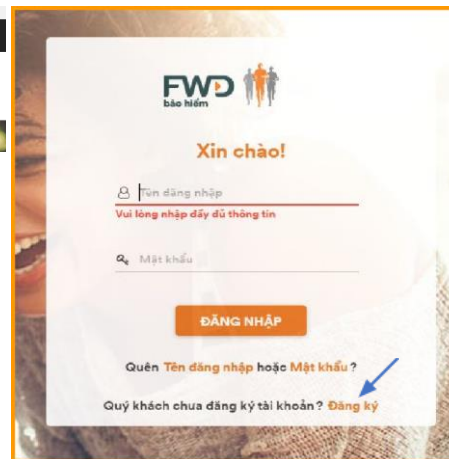 FWD
bảo hiểm
Xin chào!
Tên đăng nhập
Vui lòng nhập đầy đủ thông tin
Mật khẩu
ĐĂNG NHẬP
Quên Tên đăng nhập hoặc Mật khẩu ?
Quý khách chưa đăng ký tài khoản ? Đăng ký